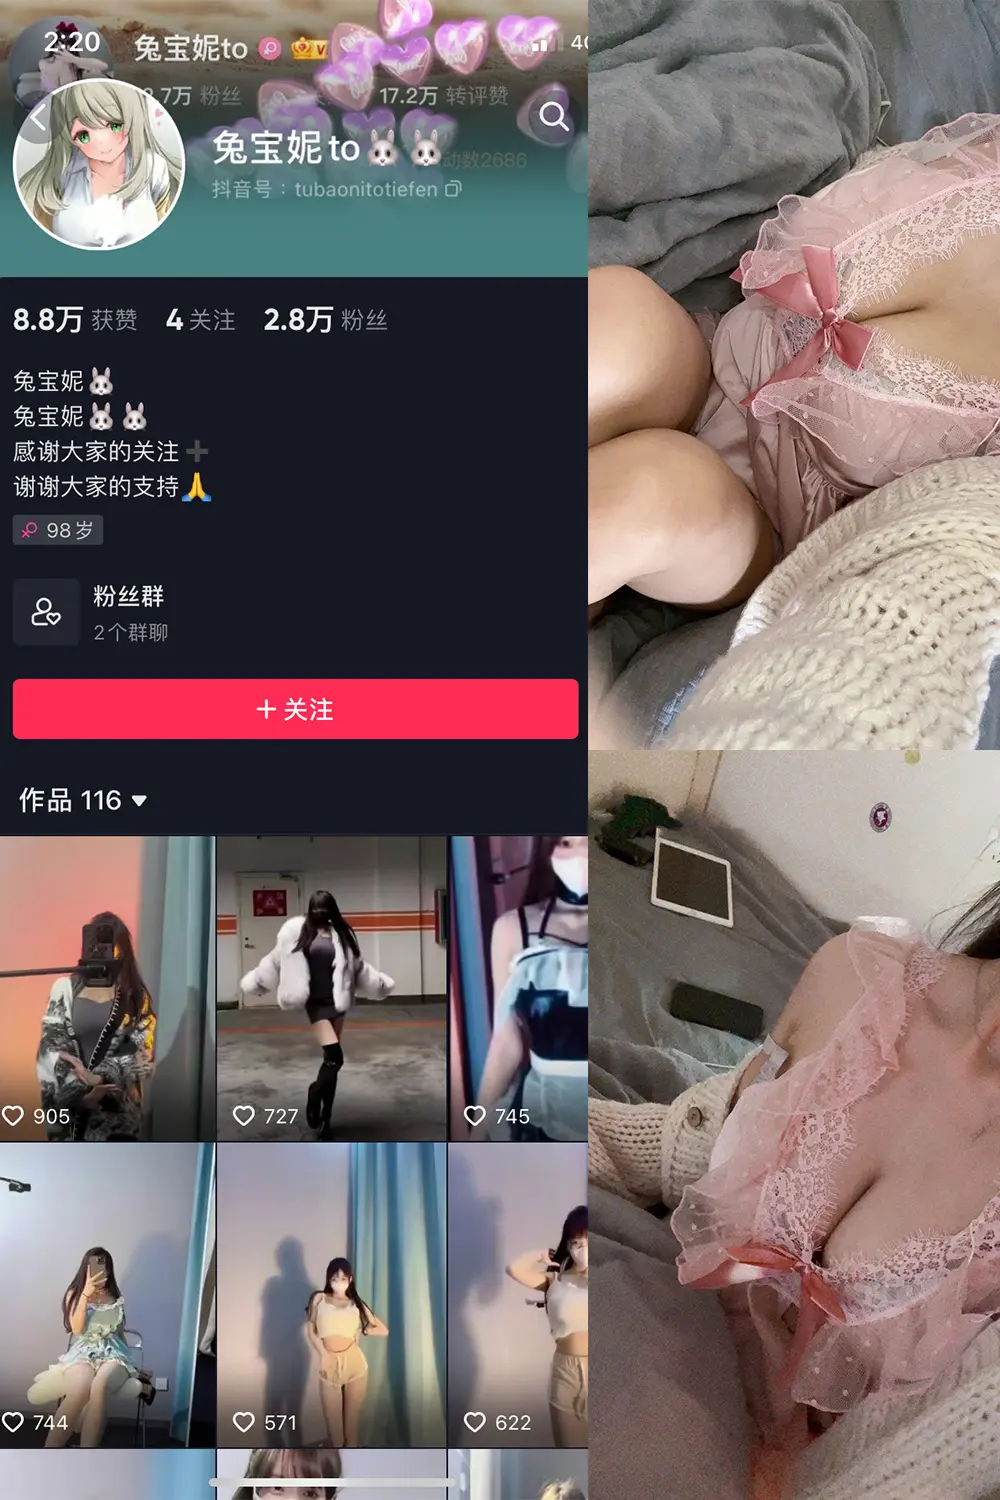 2:20
兔宝妮to V 4G
.7万 粉丝 17.2万 转评赞
兔宝妮to🐰🐰
动数2686
抖音号：tubaonitotiefen
8.8万 获赞 4 关注 2.8万 粉丝
兔宝妮🐰
兔宝妮🐰🐰
感谢大家的关注➕
谢谢大家的支持🙏
98岁
粉丝群
2个群聊
+ 关注
作品 116
905 727 745
744 571 622